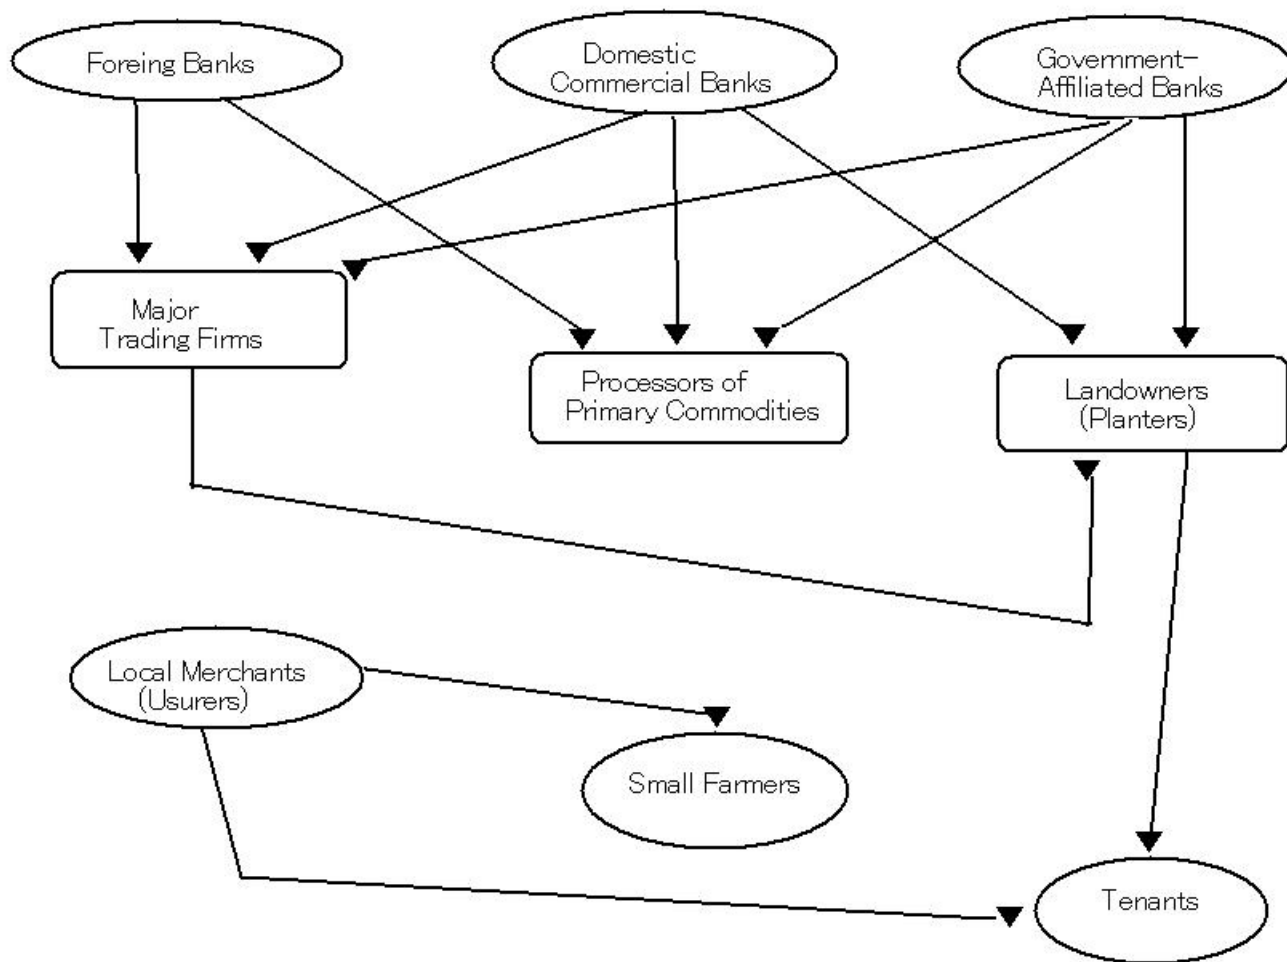 Foreing Banks
Domestic
Commercial Banks
Government-
Affiliated Banks
Major
Trading Firms
Processors of
Primary Commodities
Landowners
(Planters)
Local Merchants
(Usurers)
Small Farmers
Tenants